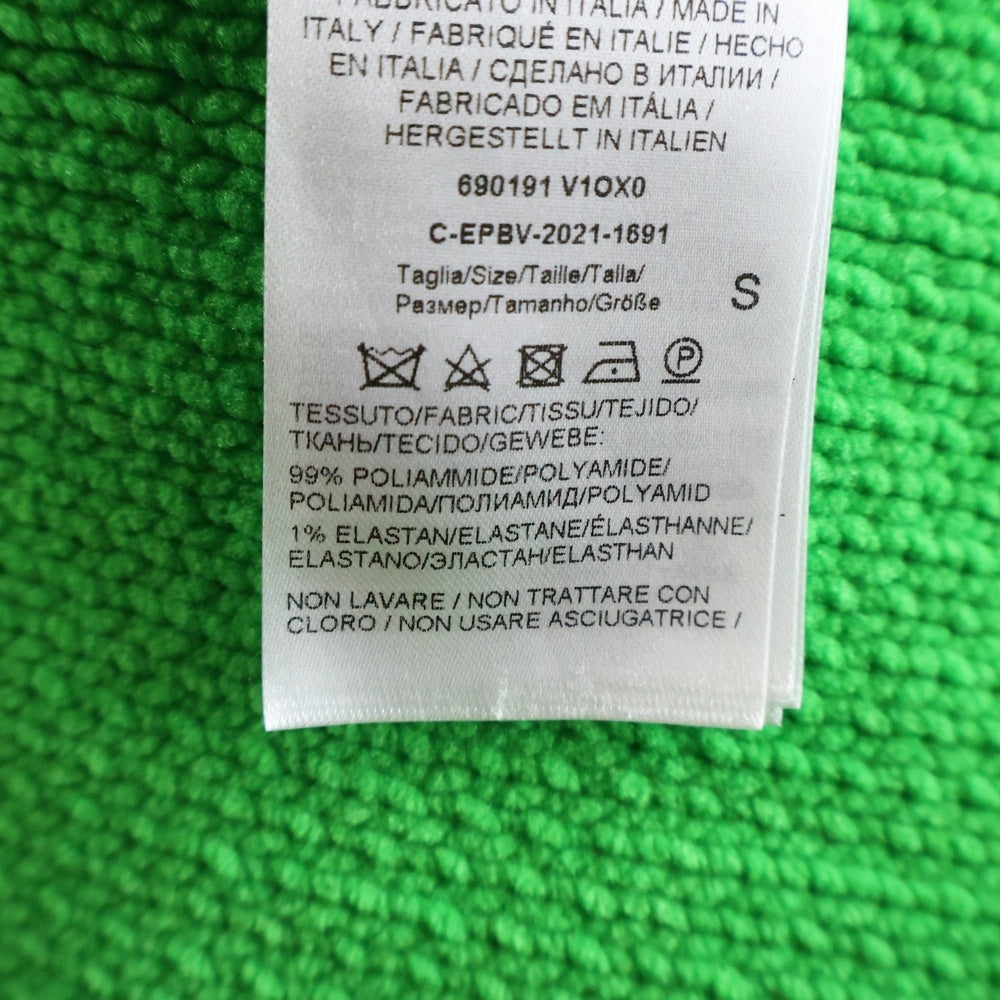 FABBRICATO IN ITALIA / MADE IN
ITALY / FABRIQUÉ EN ITALIE / HECHO
EN ITALIA / СДЕЛАНО В ИТАЛИИ /
FABRICADO EM ITÁLIA /
HERGESTELLT IN ITALIEN
690191 V1OX0
C-EPBV-2021-1691
Taglia/Size/Taille/Talla/
Размер/Tamanho/Größe
S
P
TESSUTO/FABRIC/TISSU/TEJIDO/
ТКАНЬ/TECIDO/GEWEBE:
99% POLIAMMIDE/POLYAMIDE/
POLIAMIDA/ПОЛИАМИД/POLYAMID
1% ELASTAN/ELASTANE/ÉLASTHANNE/
ELASTANO/ЭЛАСТАН/ELASTHAN
NON LAVARE / NON TRATTARE CON
CLORO / NON USARE ASCIUGATRICE /